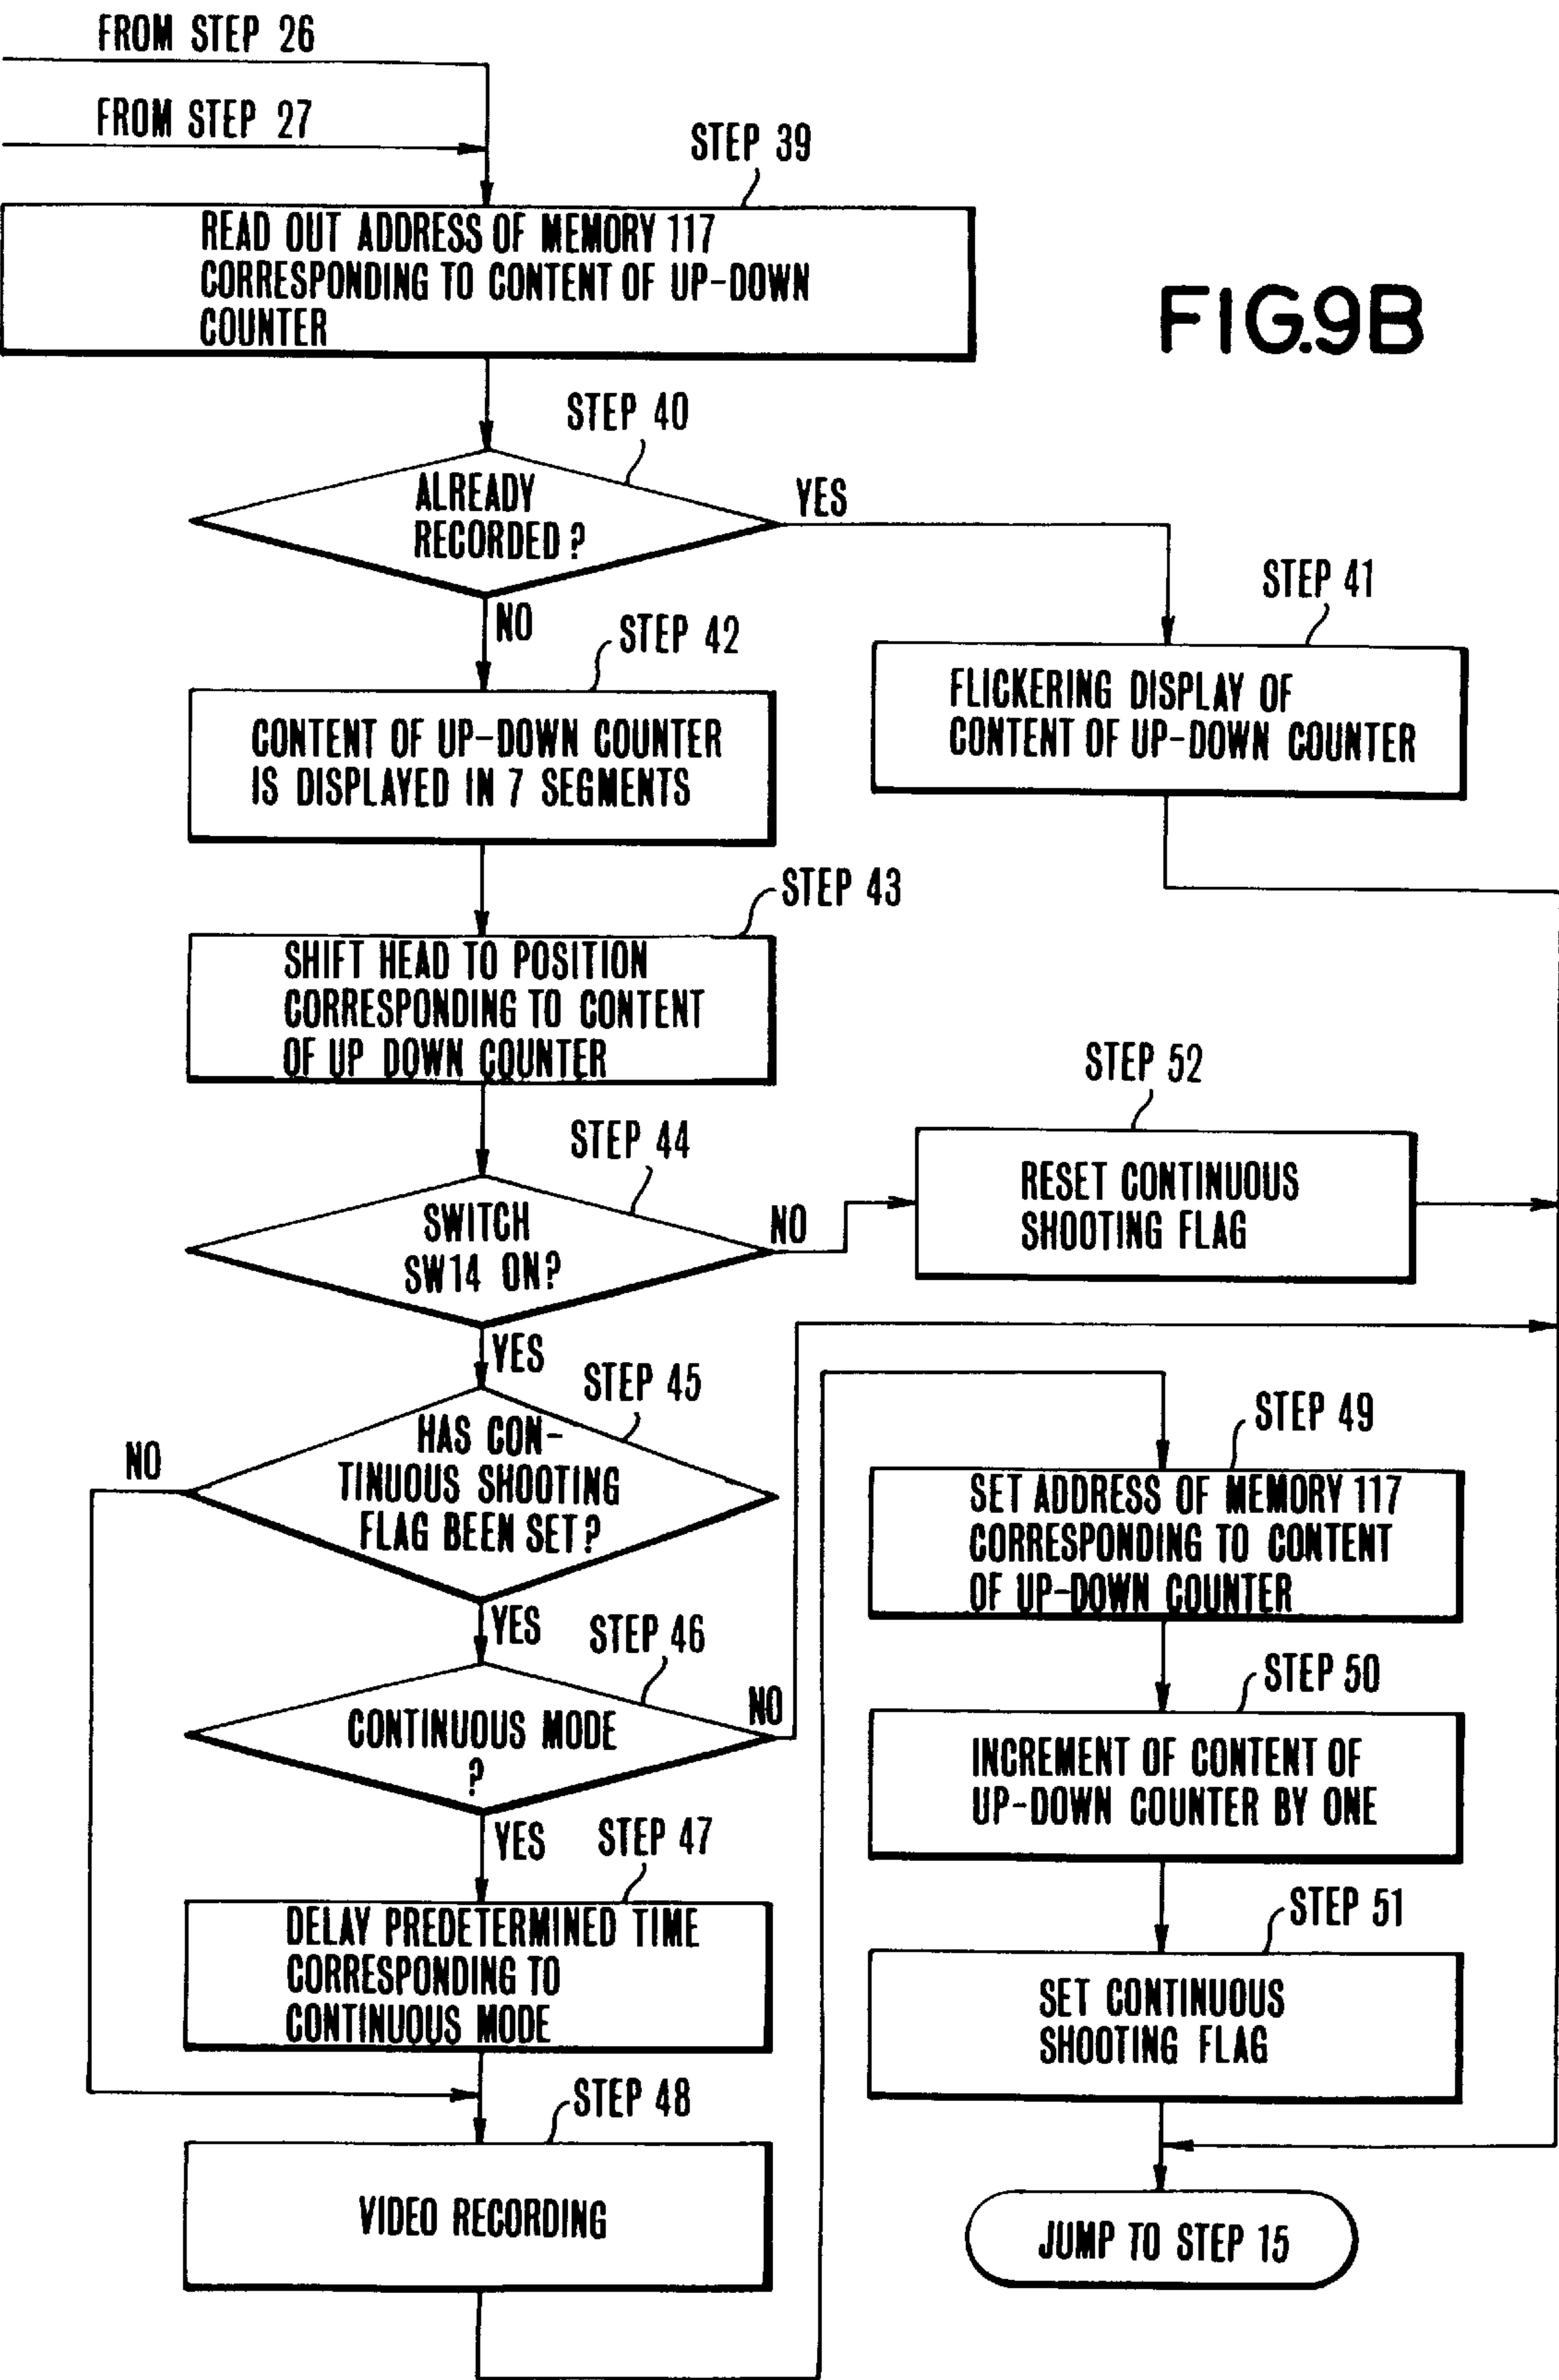 FROM STEP 26
FROM STEP 27
STEP 39
READ OUT ADDRESS OF MEMORY 117
CORRESPONDING TO CONTENT OF UP-DOWN
COUNTER
FIG.9B
STEP 40
ALREADY
RECORDED?
YES
NO
STEP 41
FLICKERING DISPLAY OF
CONTENT OF UP-DOWN COUNTER
STEP 42
CONTENT OF UP-DOWN COUNTER
IS DISPLAYED IN 7 SEGMENTS
STEP 43
SHIFT HEAD TO POSITION
CORRESPONDING TO CONTENT
OF UP DOWN COUNTER
STEP 44
SWITCH
SW14 ON?
NO
YES
STEP 52
RESET CONTINUOUS
SHOOTING FLAG
STEP 45
HAS CON-
TINUOUS SHOOTING
FLAG BEEN SET?
NO
YES
STEP 46
CONTINUOUS MODE
?
NO
YES
STEP 47
DELAY PREDETERMINED TIME
CORRESPONDING TO
CONTINUOUS MODE
STEP 48
VIDEO RECORDING
STEP 49
SET ADDRESS OF MEMORY 117
CORRESPONDING TO CONTENT
OF UP-DOWN COUNTER
STEP 50
INCREMENT OF CONTENT OF
UP-DOWN COUNTER BY ONE
STEP 51
SET CONTINUOUS
SHOOTING FLAG
JUMP TO STEP 15